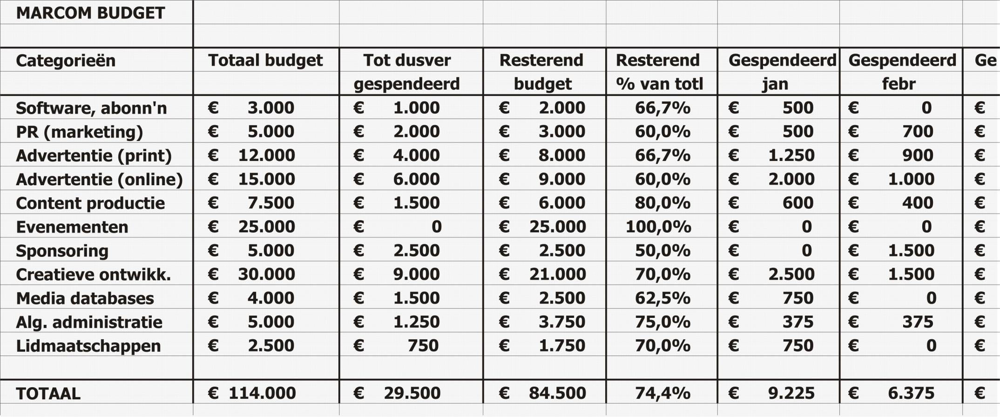 MARCOM BUDGET
Categorieën Totaal budget Tot dusver Resterend Resterend Gespendeerd Gespendeerd Ge
gespendeerd budget % van totl jan febr
Software, abonn'n € 3.000 € 1.000 € 2.000 66,7% € 500 € 0 €
PR (marketing) € 5.000 € 2.000 € 3.000 60,0% € 500 € 700 €
Advertentie (print) € 12.000 € 4.000 € 8.000 66,7% € 1.250 € 900 €
Advertentie (online) € 15.000 € 6.000 € 9.000 60,0% € 2.000 € 1.000 €
Content productie € 7.500 € 1.500 € 6.000 80,0% € 600 € 400 €
Evenementen € 25.000 € 0 € 25.000 100,0% € 0 € 0 €
Sponsoring € 5.000 € 2.500 € 2.500 50,0% € 0 € 1.500 €
Creatieve ontwikk. € 30.000 € 9.000 € 21.000 70,0% € 2.500 € 1.500 €
Media databases € 4.000 € 1.500 € 2.500 62,5% € 750 € 0 €
Alg. administratie € 5.000 € 1.250 € 3.750 75,0% € 375 € 375 €
Lidmaatschappen € 2.500 € 750 € 1.750 70,0% € 750 € 0 €
TOTAAL € 114.000 € 29.500 € 84.500 74,4% € 9.225 € 6.375 €